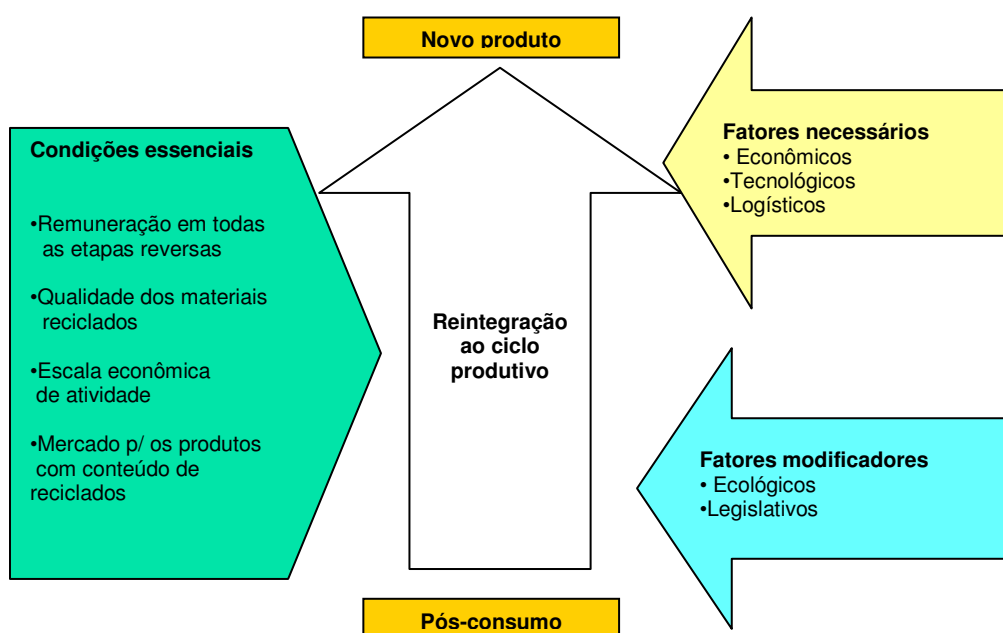 Novo produto
Condições essenciais
•Remuneração em todas
as etapas reversas
•Qualidade dos materiais
reciclados
•Escala econômica
de atividade
•Mercado p/ os produtos
com conteúdo de
reciclados
Reintegração
ao ciclo
produtivo
Fatores necessários
• Econômicos
•Tecnológicos
•Logísticos
Fatores modificadores
• Ecológicos
•Legislativos
Pós-consumo